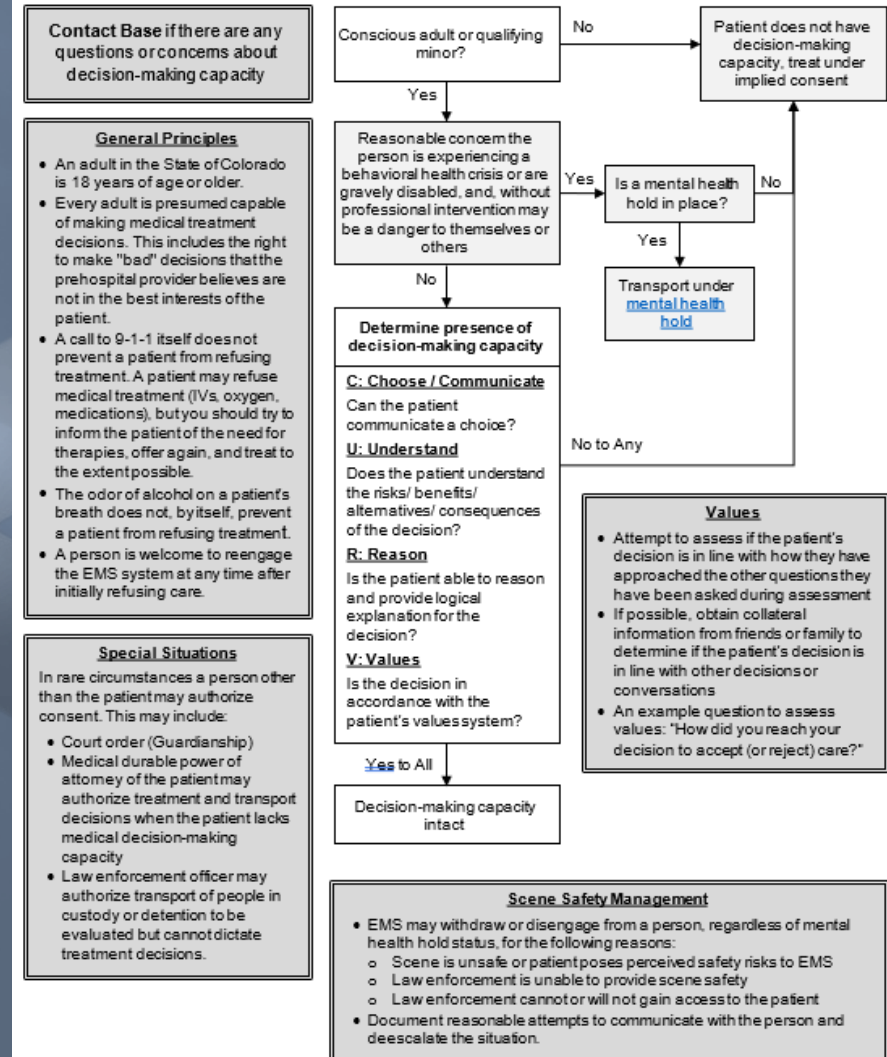 Contact Base if there are any
questions or concerns about
decision-making capacity
General Principles
• An adult in the State of Colorado
is 18 years of age or older.
• Every adult is presumed capable
of making medical treatment
decisions. This includes the right
to make "bad" decisions that the
prehospital provider believes are
not in the best interests of the
patient.
• A call to 9-1-1 itself does not
prevent a patient from refusing
treatment. A patient may refuse
medical treatment (IVs, oxygen,
medications), but you should try to
inform the patient of the need for
therapies, offer again, and treat to
the extent possible.
• The odor of alcohol on a patient's
breath does not, by itself, prevent
a patient from refusing treatment.
• A person is welcome to reengage
the EMS system at any time after
initially refusing care.
Special Situations
In rare circumstances a person other
than the patient may authorize
consent. This may include:
• Court order (Guardianship)
• Medical durable power of
attorney of the patient may
authorize treatment and transport
decisions when the patient lacks
medical decision-making
capacity
• Law enforcement officer may
authorize transport of people in
custody or detention to be
evaluated but cannot dictate
treatment decisions.
Conscious adult or qualifying
minor?
No
Patient does not have
decision-making
capacity, treat under
implied consent
Yes
Reasonable concern the
person is experiencing a
behavioral health crisis or are
gravely disabled, and, without
professional intervention may
be a danger to themselves or
others
Yes
Is a mental health
hold in place?
No
Yes
Transport under
mental health
hold
No
Determine presence of
decision-making capacity
C: Choose / Communicate
Can the patient
communicate a choice?
U: Understand
Does the patient understand
the risks/ benefits/
alternatives/ consequences
of the decision?
R: Reason
Is the patient able to reason
and provide logical
explanation for the
decision?
V: Values
Is the decision in
accordance with the
patient's values system?
No to Any
Yes to All
Decision-making capacity
intact
Values
• Attempt to assess if the patient's
decision is in line with how they have
approached the other questions they
have been asked during assessment
• If possible, obtain collateral
information from friends or family to
determine if the patient's decision is
in line with other decisions or
conversations
• An example question to assess
values: "How did you reach your
decision to accept (or reject) care?"
Scene Safety Management
• EMS may withdraw or disengage from a person, regardless of mental
health hold status, for the following reasons:
o Scene is unsafe or patient poses perceived safety risks to EMS
o Law enforcement is unable to provide scene safety
o Law enforcement cannot or will not gain access to the patient
• Document reasonable attempts to communicate with the person and
deescalate the situation.